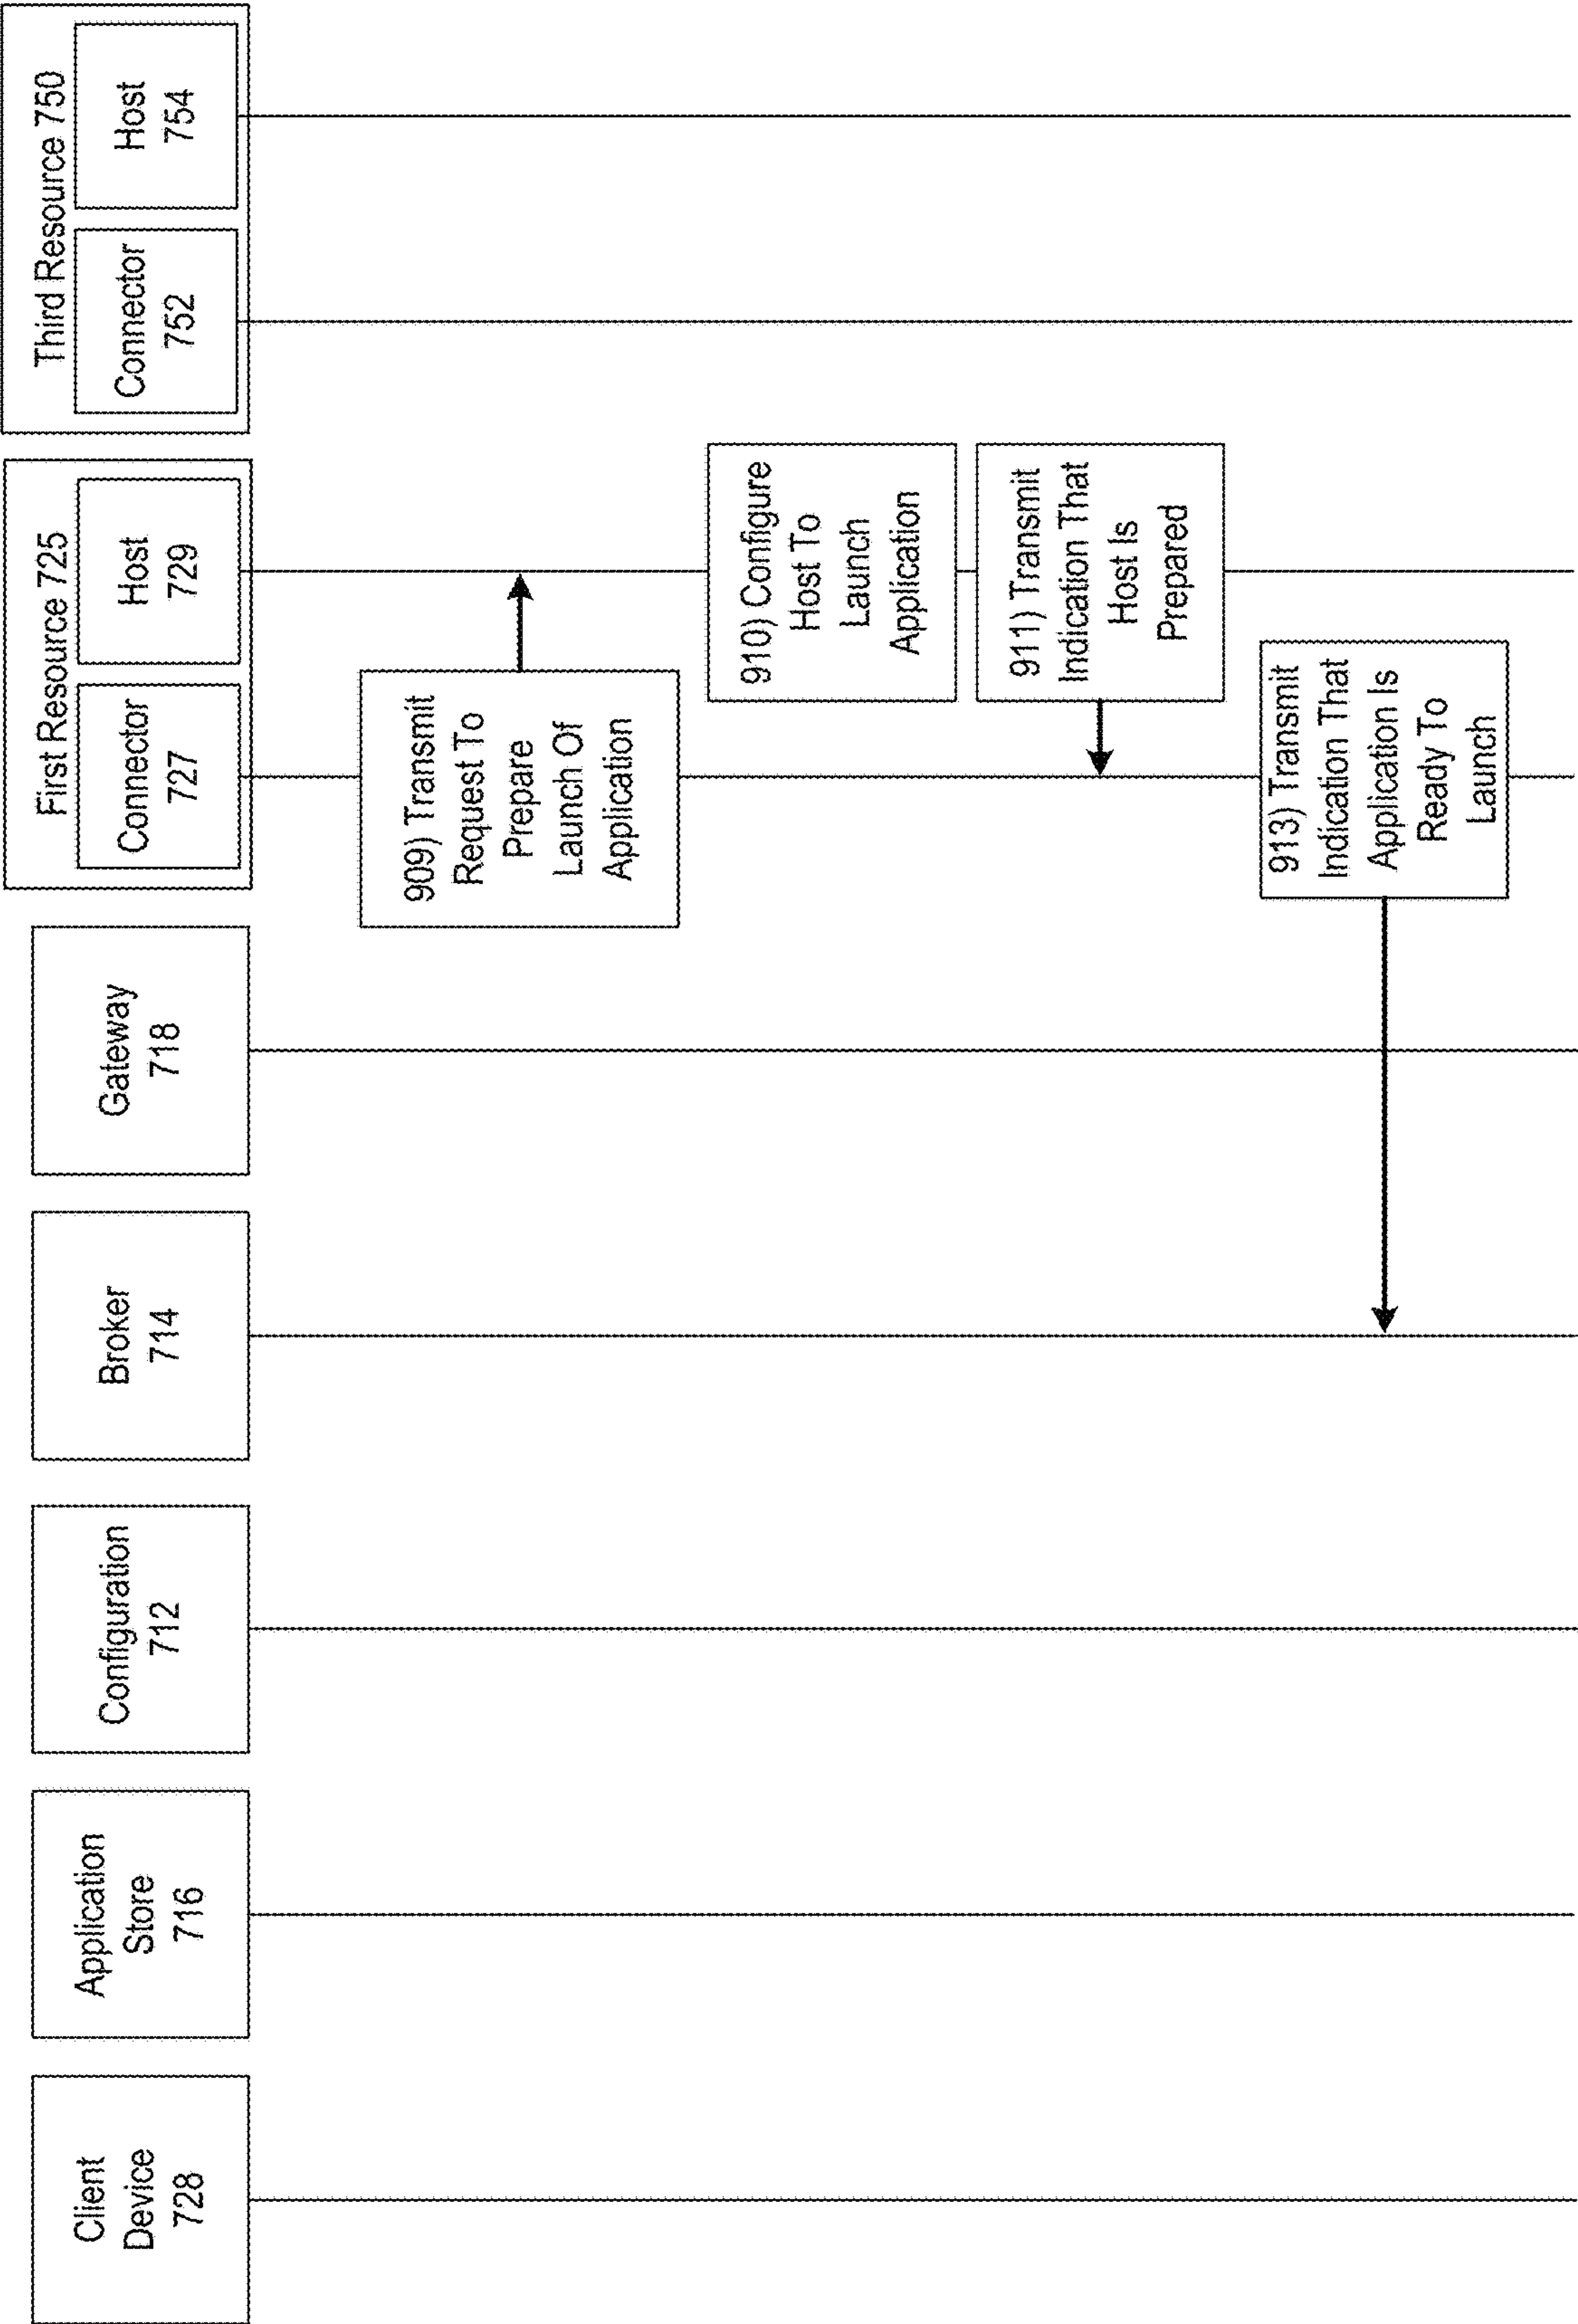 Client
Device
728
Application
Store
716
Configuration
712
Broker
714
Gateway
718
First Resource 725
Connector
727
Host
729
Third Resource 750
Connector
752
Host
754
909) Transmit
Request To
Prepare
Launch Of
Application
910) Configure
Host To
Launch
Application
911) Transmit
Indication That
Host Is
Prepared
913) Transmit
Indication That
Application Is
Ready To
Launch